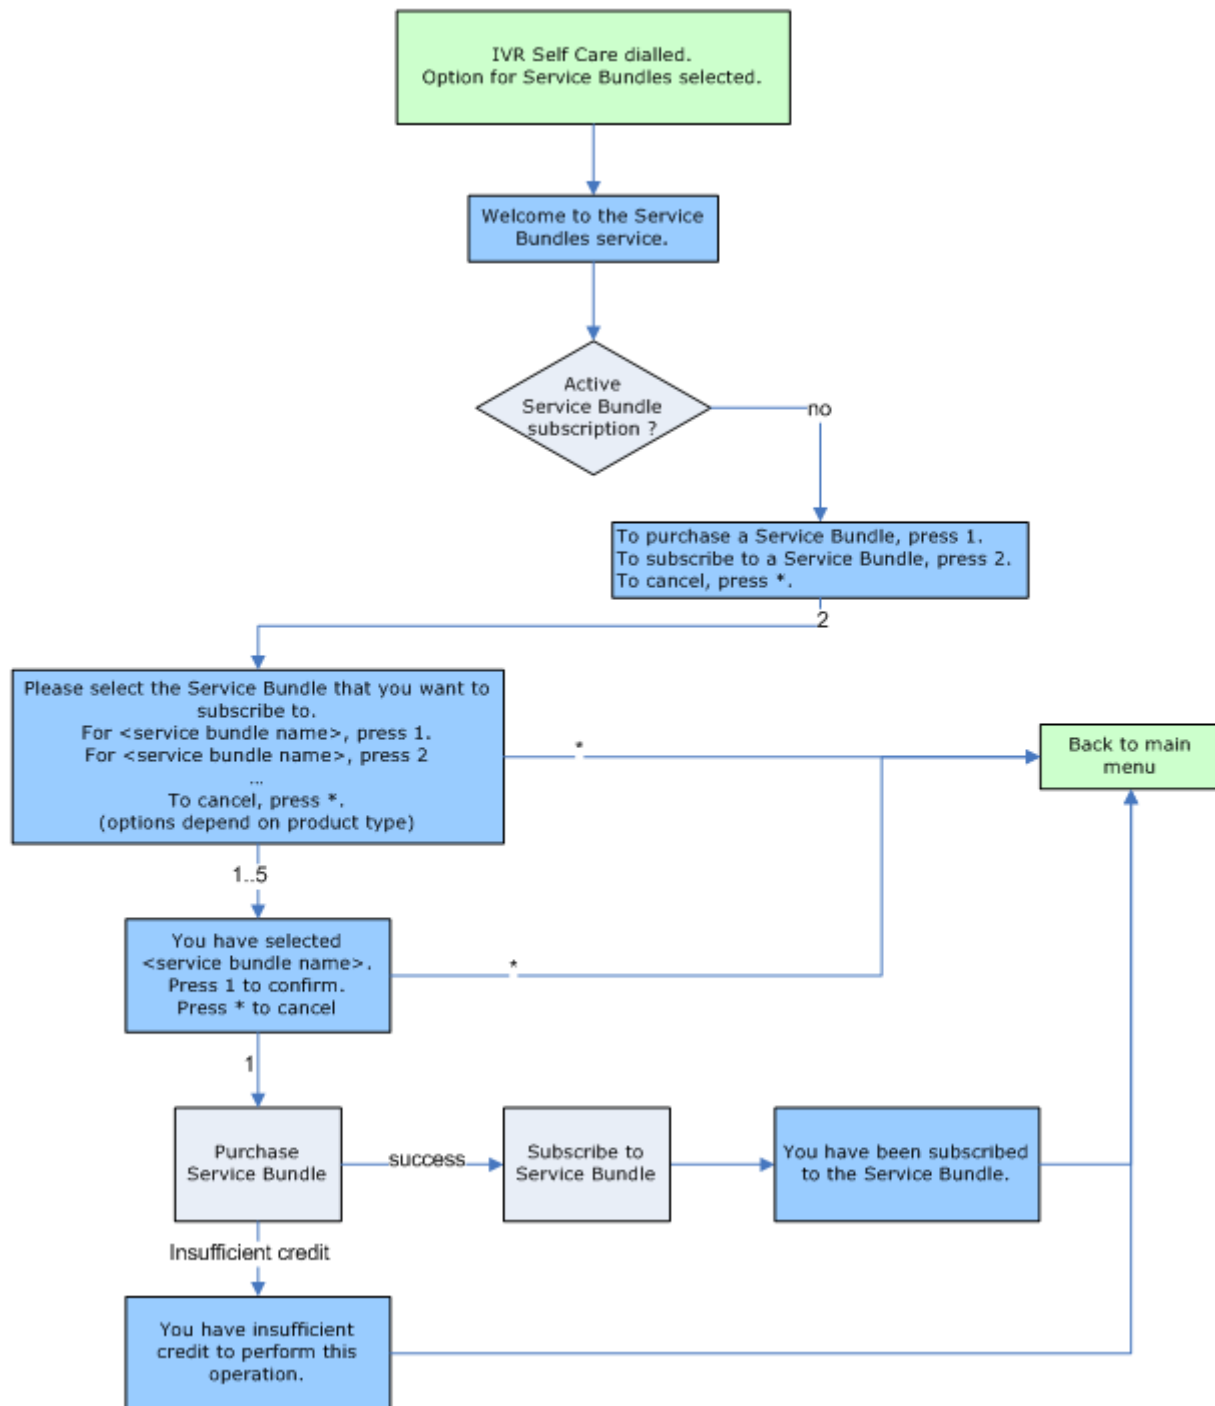 IVR Self Care dialled.
Option for Service Bundles selected.
Welcome to the Service
Bundles service.
Active
Service Bundle
subscription ?
no
To purchase a Service Bundle, press 1.
To subscribe to a Service Bundle, press 2.
To cancel, press *.
2
Please select the Service Bundle that you want to
subscribe to.
For <service bundle name>, press 1.
For <service bundle name>, press 2
...
To cancel, press *.
(options depend on product type)
*
Back to main
menu
1..5
You have selected
<service bundle name>.
Press 1 to confirm.
Press * to cancel
*
1
Purchase
Service Bundle
success
Subscribe to
Service Bundle
You have been subscribed
to the Service Bundle.
Insufficient credit
You have insufficient
credit to perform this
operation.